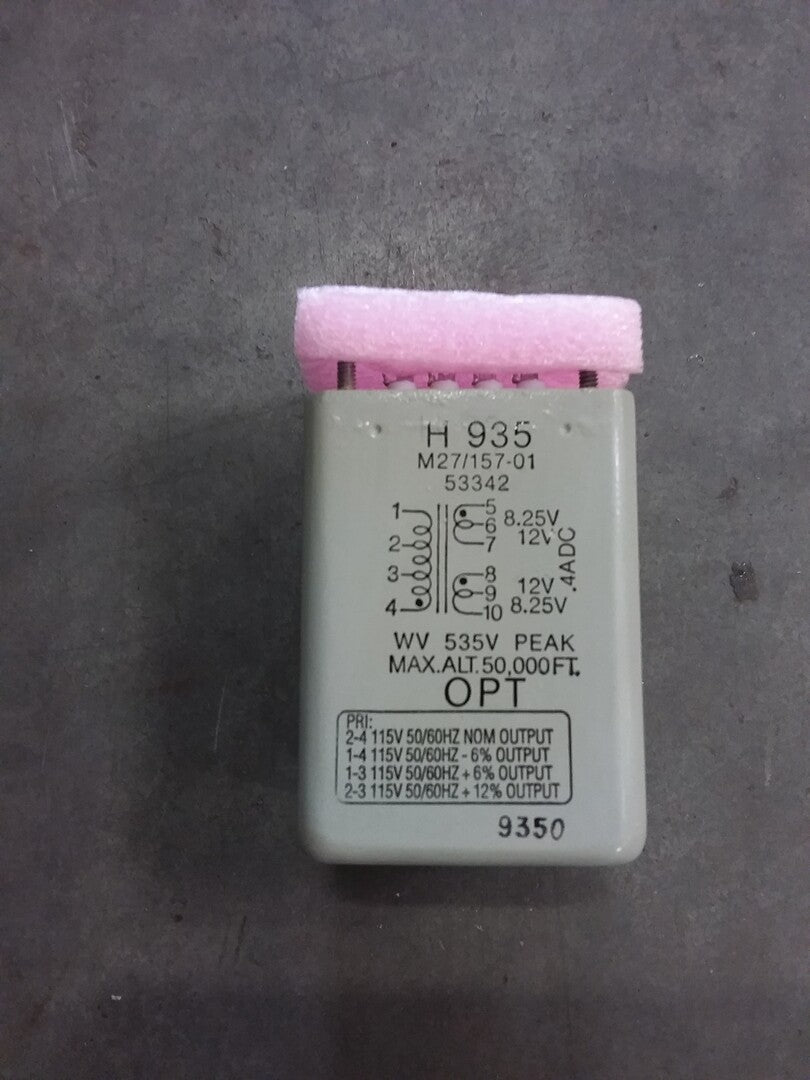 H 935
M27/157-01
53342
1
2
3
4
5
6
7
8.25V
12V
8
9
10
12V
8.25V
.4ADC
WV 535V PEAK
MAX.ALT.50,000FT.
OPT
PRI:
2-4 115V 50/60HZ NOM OUTPUT
1-4 115V 50/60HZ - 6% OUTPUT
1-3 115V 50/60HZ + 6% OUTPUT
2-3 115V 50/60HZ + 12% OUTPUT
9350